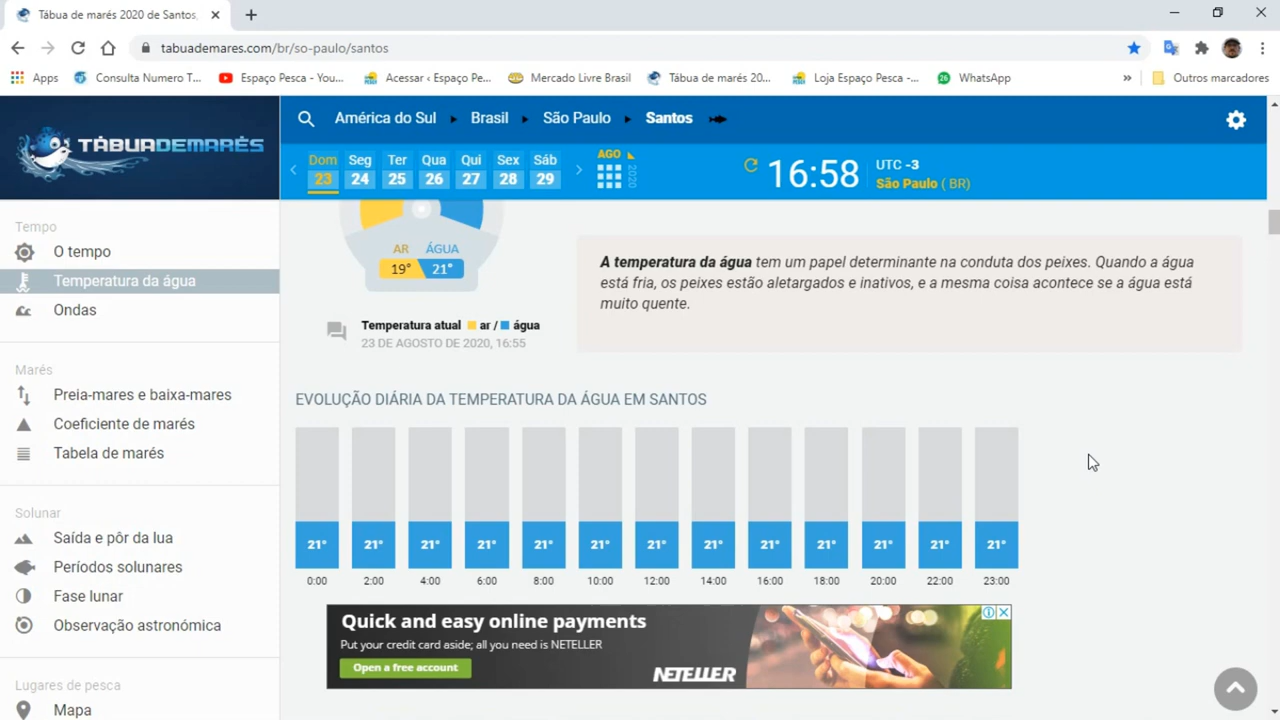 Tábua de marés 2020 de Santos,
tabuademares.com/br/so-paulo/santos
Apps
Consulta Numero T...
Espaço Pesca - You...
Acessar ‹ Espaço Pe...
Mercado Livre Brasil
Tábua de marés 20...
Loja Espaço Pesca -...
26
WhatsApp
»
Outros marcadores
TÁBUADEMARÉS
América do Sul
Brasil
São Paulo
Santos
Dom
23
Seg
24
Ter
25
Qua
26
Qui
27
Sex
28
Sáb
29
AGO
2020
16:58
UTC -3
São Paulo ( BR)
Tempo
O tempo
Temperatura da água
Ondas
Marés
Preia-mares e baixa-mares
Coeficiente de marés
Tabela de marés
Solunar
Saída e pôr da lua
Períodos solunares
Fase lunar
Observação astronómica
Lugares de pesca
Mapa
AR ÁGUA
19° 21°
Temperatura atual ar / água
23 DE AGOSTO DE 2020, 16:55
A temperatura da água tem um papel determinante na conduta dos peixes. Quando a água
está fria, os peixes estão aletargados e inativos, e a mesma coisa acontece se a água está
muito quente.
EVOLUÇÃO DIÁRIA DA TEMPERATURA DA ÁGUA EM SANTOS
21° 21° 21° 21° 21° 21° 21° 21° 21° 21° 21° 21° 21°
0:00 2:00 4:00 6:00 8:00 10:00 12:00 14:00 16:00 18:00 20:00 22:00 23:00
Quick and easy online payments
Put your credit card aside; all you need is NETELLER
Open a free account
NETELLER